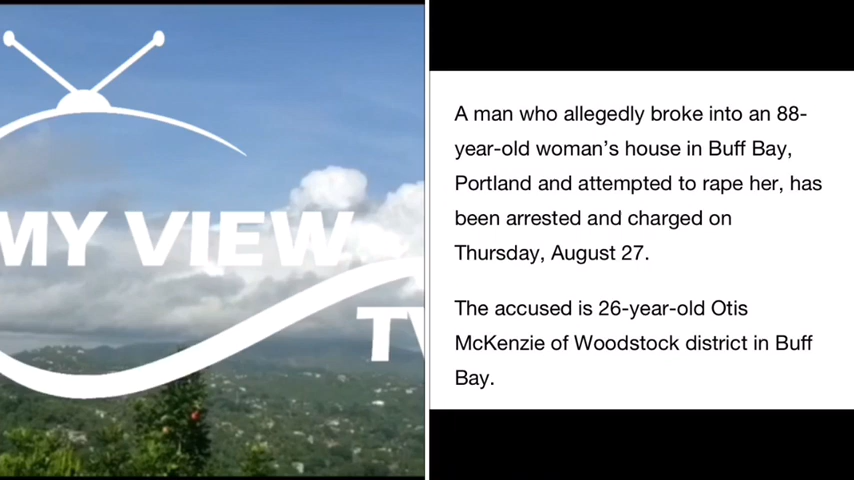 MY VIEW
TV
A man who allegedly broke into an 88-
year-old woman's house in Buff Bay,
Portland and attempted to rape her, has
been arrested and charged on
Thursday, August 27.
The accused is 26-year-old Otis
McKenzie of Woodstock district in Buff
Bay.